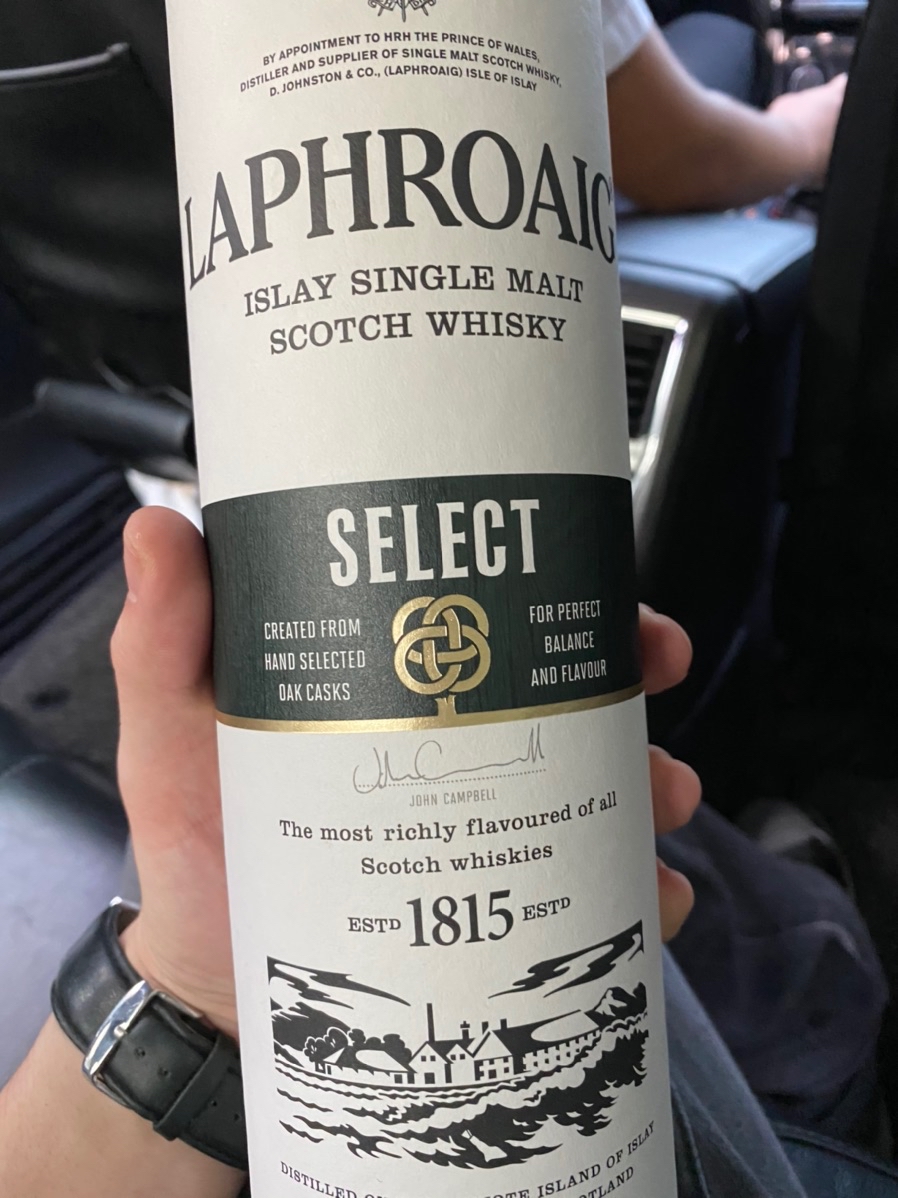 BY APPOINTMENT TO HRH THE PRINCE OF WALES,
DISTILLER AND SUPPLIER OF SINGLE MALT SCOTCH WHISKY,
D. JOHNSTON & CO., (LAPHROAIG) ISLE OF ISLAY
LAPHROAIG
ISLAY SINGLE MALT
SCOTCH WHISKY
SELECT
CREATED FROM
HAND SELECTED
OAK CASKS
FOR PERFECT
BALANCE
AND FLAVOUR
John Campbell
JOHN CAMPBELL
The most richly flavoured of all
Scotch whiskies
ESTD 1815 ESTD
DISTILLED ISLAND OF ISLAY